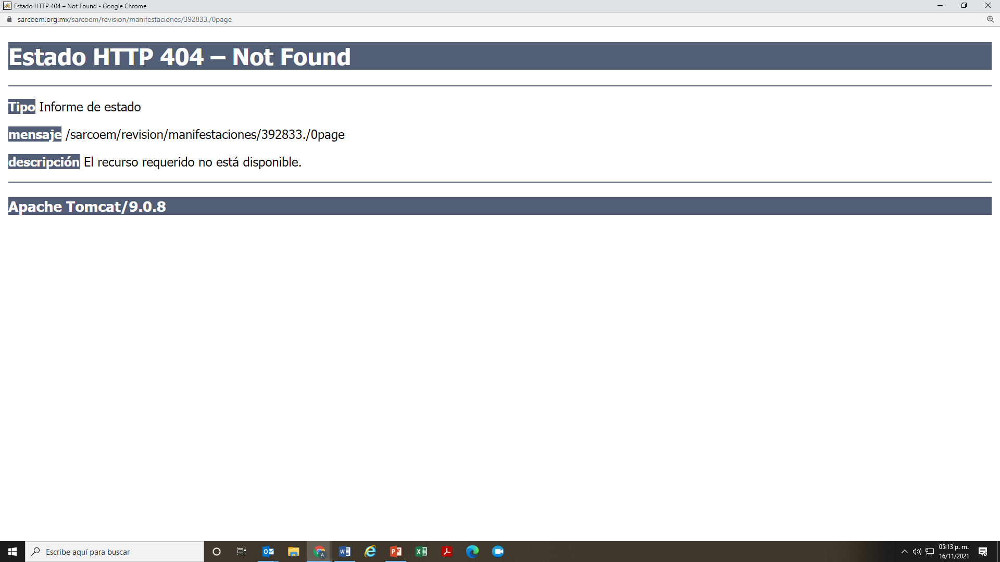 Estado HTTP 404 – Not Found - Google Chrome
sarcoem.org.mx/sarcoem/revision/manifestaciones/392833./0page
Estado HTTP 404 – Not Found
Tipo Informe de estado
mensaje /sarcoem/revision/manifestaciones/392833./0page
descripción El recurso requerido no está disponible.
Apache Tomcat/9.0.8
Escribe aquí para buscar
05:13 p. m.
16/11/2021